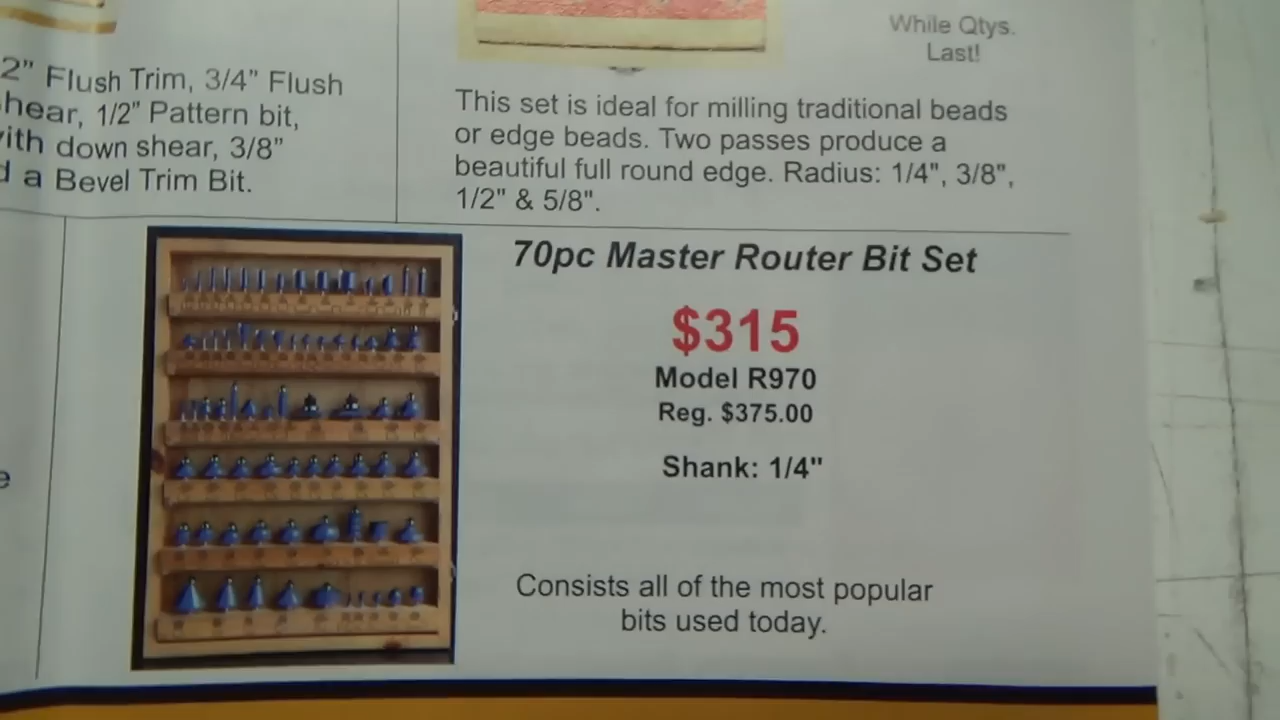 2" Flush Trim, 3/4" Flush
hear, 1/2" Pattern bit,
with down shear, 3/8"
d a Bevel Trim Bit.
While Qtys.
Last!
This set is ideal for milling traditional beads
or edge beads. Two passes produce a
beautiful full round edge. Radius: 1/4", 3/8",
1/2" & 5/8".
e
70pc Master Router Bit Set
$315
Model R970
Reg. $375.00
Shank: 1/4"
Consists all of the most popular
bits used today.